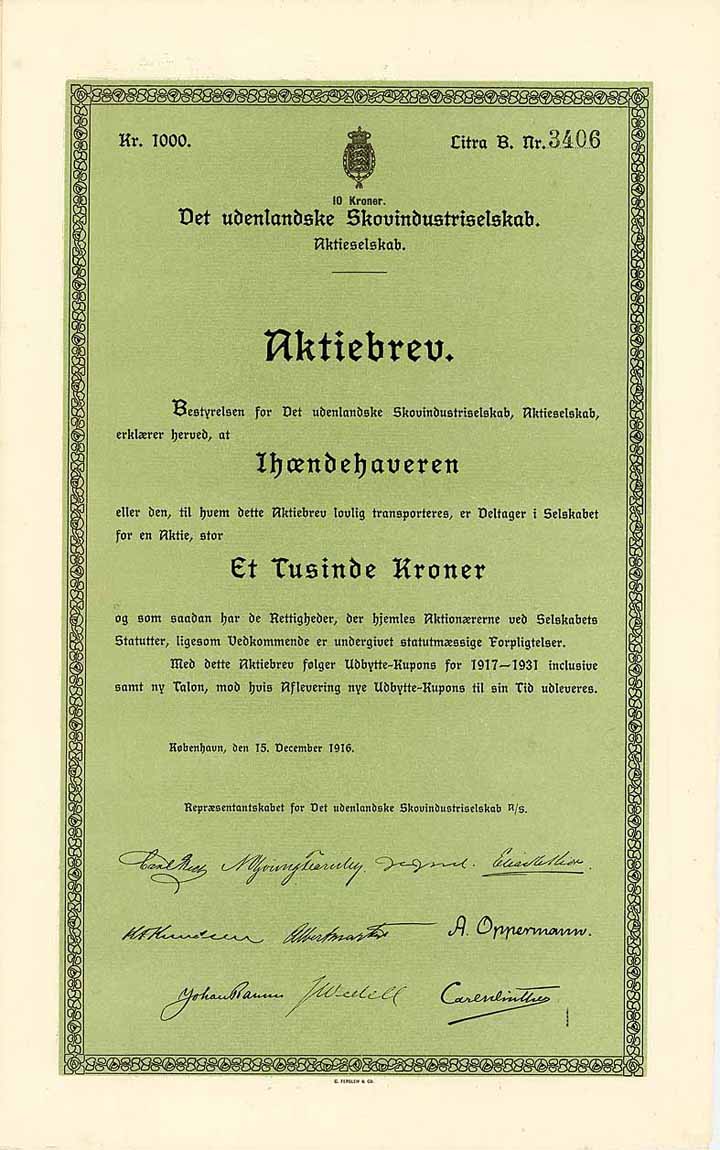 Kr. 1000.
Litra B. Nr. 3406
10 Kroner.
Det udenlandske Skovindustriselskab.
Aktieselskab.
Aktiebrev.
Bestyrelsen for Det udenlandske Skovindustriselskab, Aktieselskab,
erklærer herved, at
Ihændehaveren
eller den, til hvem dette Aktiebrev lovlig transporteres, er Deltager i Selskabet
for en Aktie, stor
Et Tusinde Kroner
og som saadan har de Rettigheder, der hjemles Aktionærerne ved Selskabets
Statutter, ligesom Vedkommende er undergivet statutmæssige Forpligtelser.
Med dette Aktiebrev følger Udbytte-Kupons for 1917—1931 inclusive
samt ny Talon, mod hvis Aflevering nye Udbytte-Kupons til sin Tid udleveres.
København, den 15. December 1916.
Repræsentantskabet for Det udenlandske Skovindustriselskab A/S.
A. Oppermann.
J Wedell
C. FERSLEW & CO.